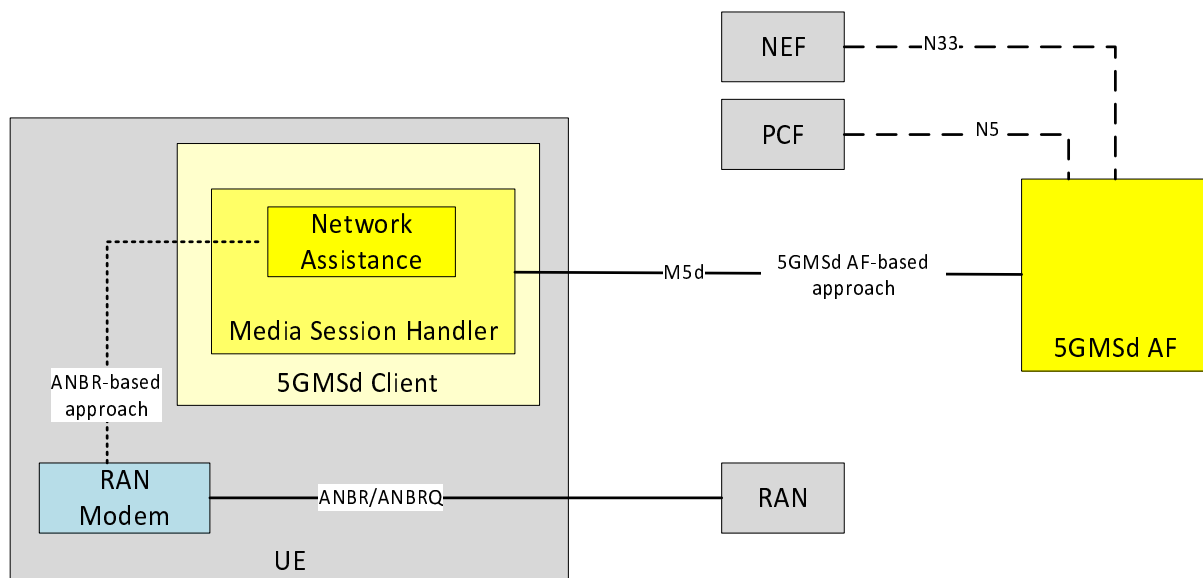 NEF
N33
PCF
N5
Network
Assistance
Media Session Handler
5GMSd Client
M5d
5GMSd AF-based
approach
5GMSd AF
ANBR-based
approach
RAN
Modem
ANBR/ANBRQ
RAN
UE